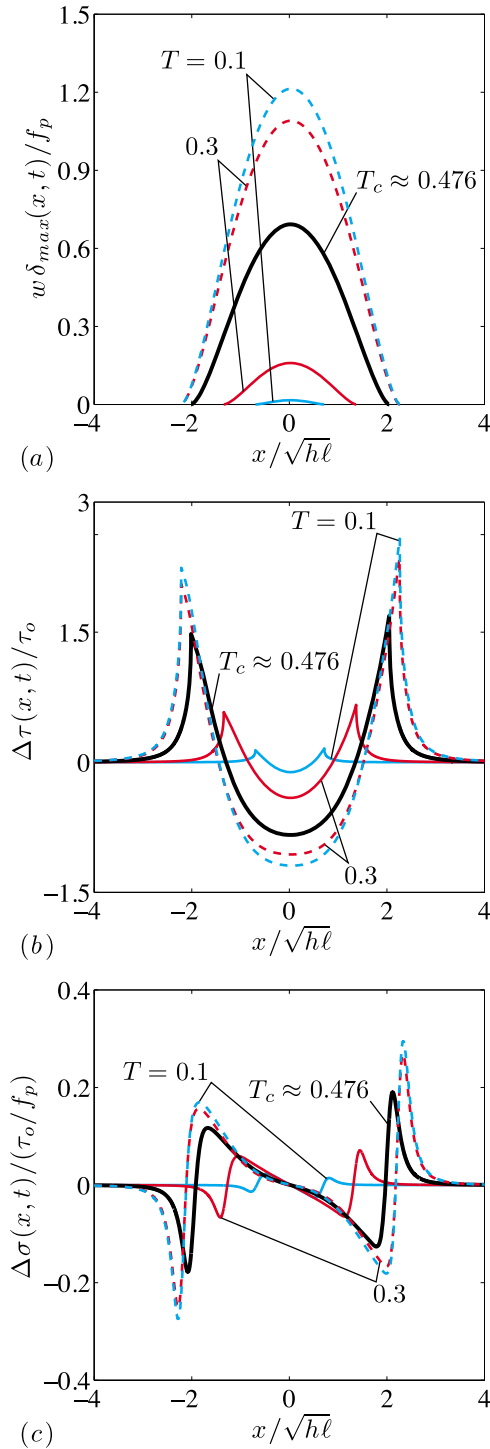 1.5
1.2
0.9
0.6
0.3
0
w δ_max(x, t)/f_p
T = 0.1
0.3
T_c ≈ 0.476
−4
−2
0
2
4
x/√hℓ
(a)
3
1.5
0
−1.5
Δτ(x, t)/τ_o
T = 0.1
T_c ≈ 0.476
0.3
−4
−2
0
2
4
x/√hℓ
(b)
0.4
0.2
0
−0.2
−0.4
Δσ(x, t)/(τ_o/f_p)
T = 0.1
T_c ≈ 0.476
0.3
−4
−2
0
2
4
x/√hℓ
(c)